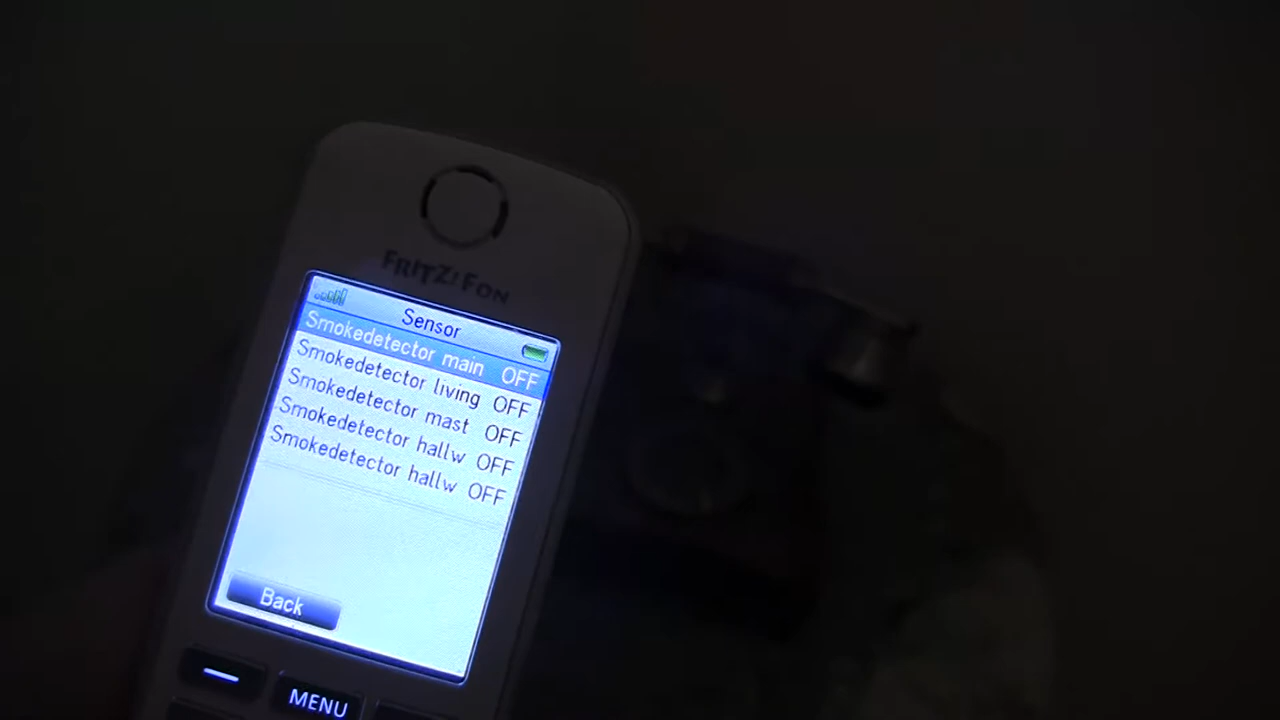 FRITZ!Fon
Sensor
Smokedetector main OFF
Smokedetector living OFF
Smokedetector mast OFF
Smokedetector hallw OFF
Smokedetector hallw OFF
Back
MENU